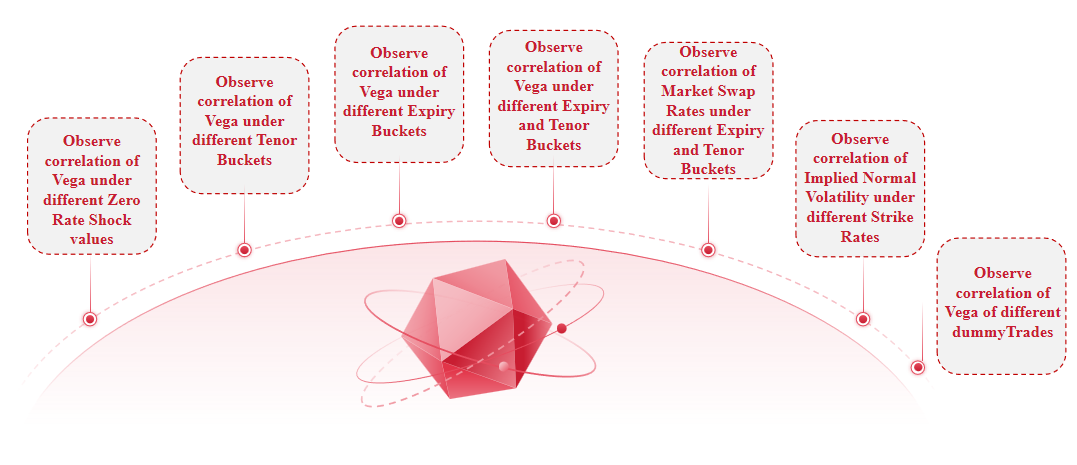 Observe
correlation of
Vega under
different Zero
Rate Shock
values
Observe
correlation of
Vega under
different Tenor
Buckets
Observe
correlation of
Vega under
different Expiry
Buckets
Observe
correlation of
Vega under
different Expiry
and Tenor
Buckets
Observe
correlation of
Market Swap
Rates under
different Expiry
and Tenor
Buckets
Observe
correlation of
Implied Normal
Volatility under
different Strike
Rates
Observe
correlation of
Vega of different
dummyTrades